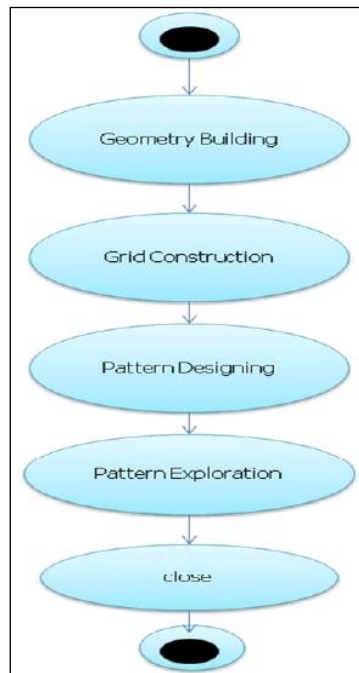 Geometry Building
Grid Construction
Pattern Designing
Pattern Exploration
close